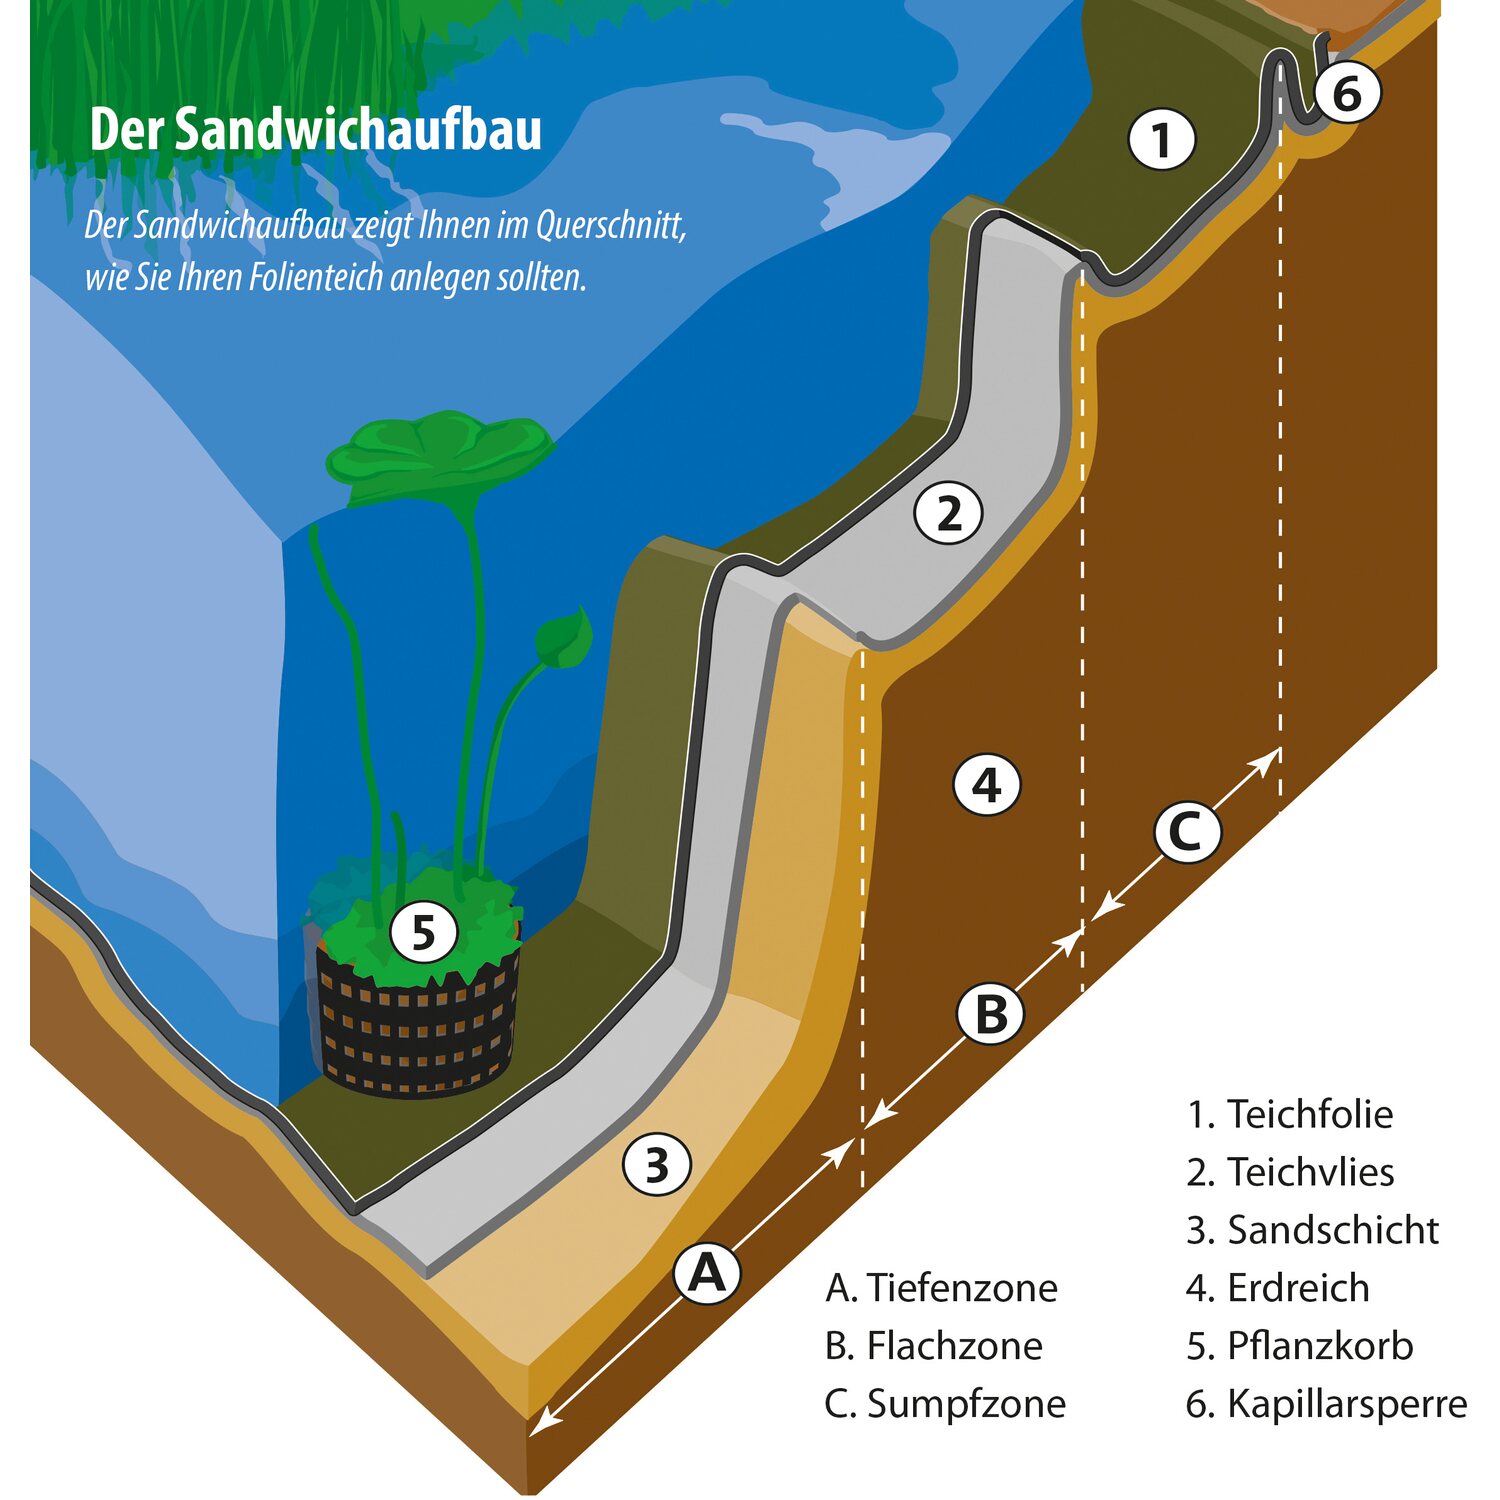 Der Sandwichaufbau
Der Sandwichaufbau zeigt Ihnen im Querschnitt,
wie Sie Ihren Folienteich anlegen sollten.
1
6
2
4
C
5
B
3
A
A. Tiefenzone
B. Flachzone
C. Sumpfzone
1. Teichfolie
2. Teichvlies
3. Sandschicht
4. Erdreich
5. Pflanzkorb
6. Kapillarsperre